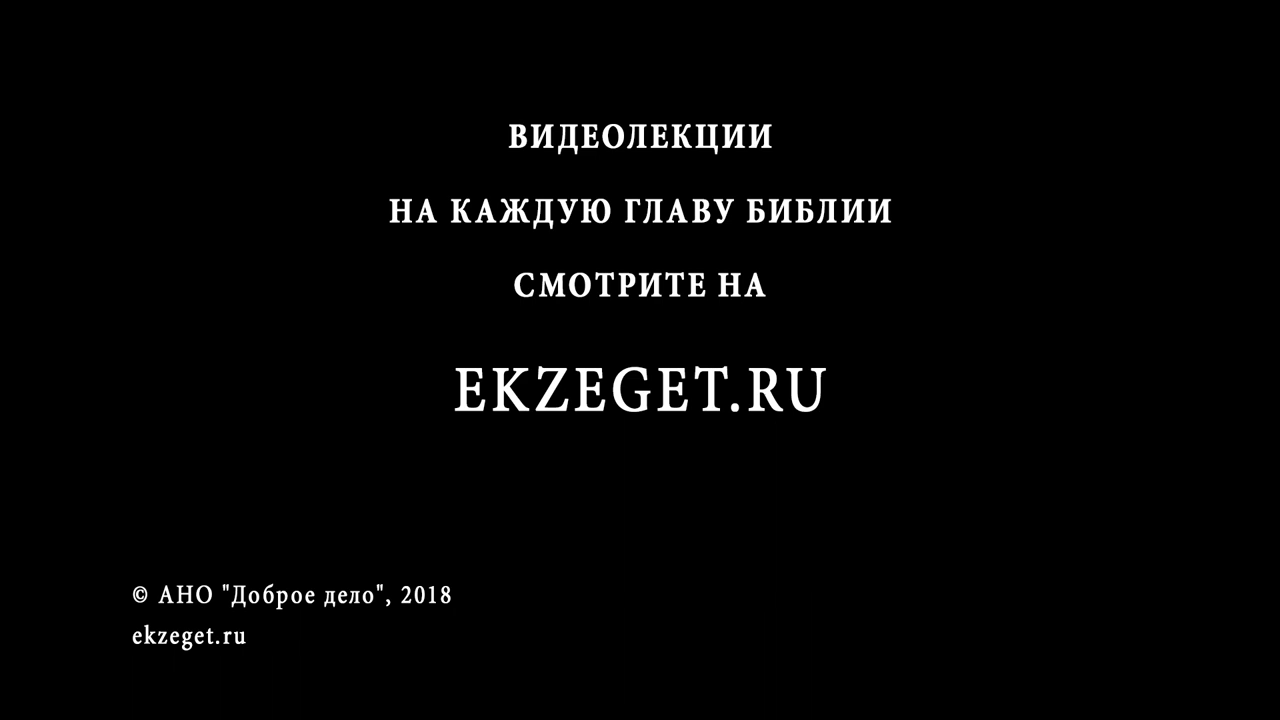 ВИДЕОЛЕКЦИИ
НА КАЖДУЮ ГЛАВУ БИБЛИИ
СМОТРИТЕ НА
EKZEGET.RU
© АНО "Доброе дело", 2018
ekzeget.ru